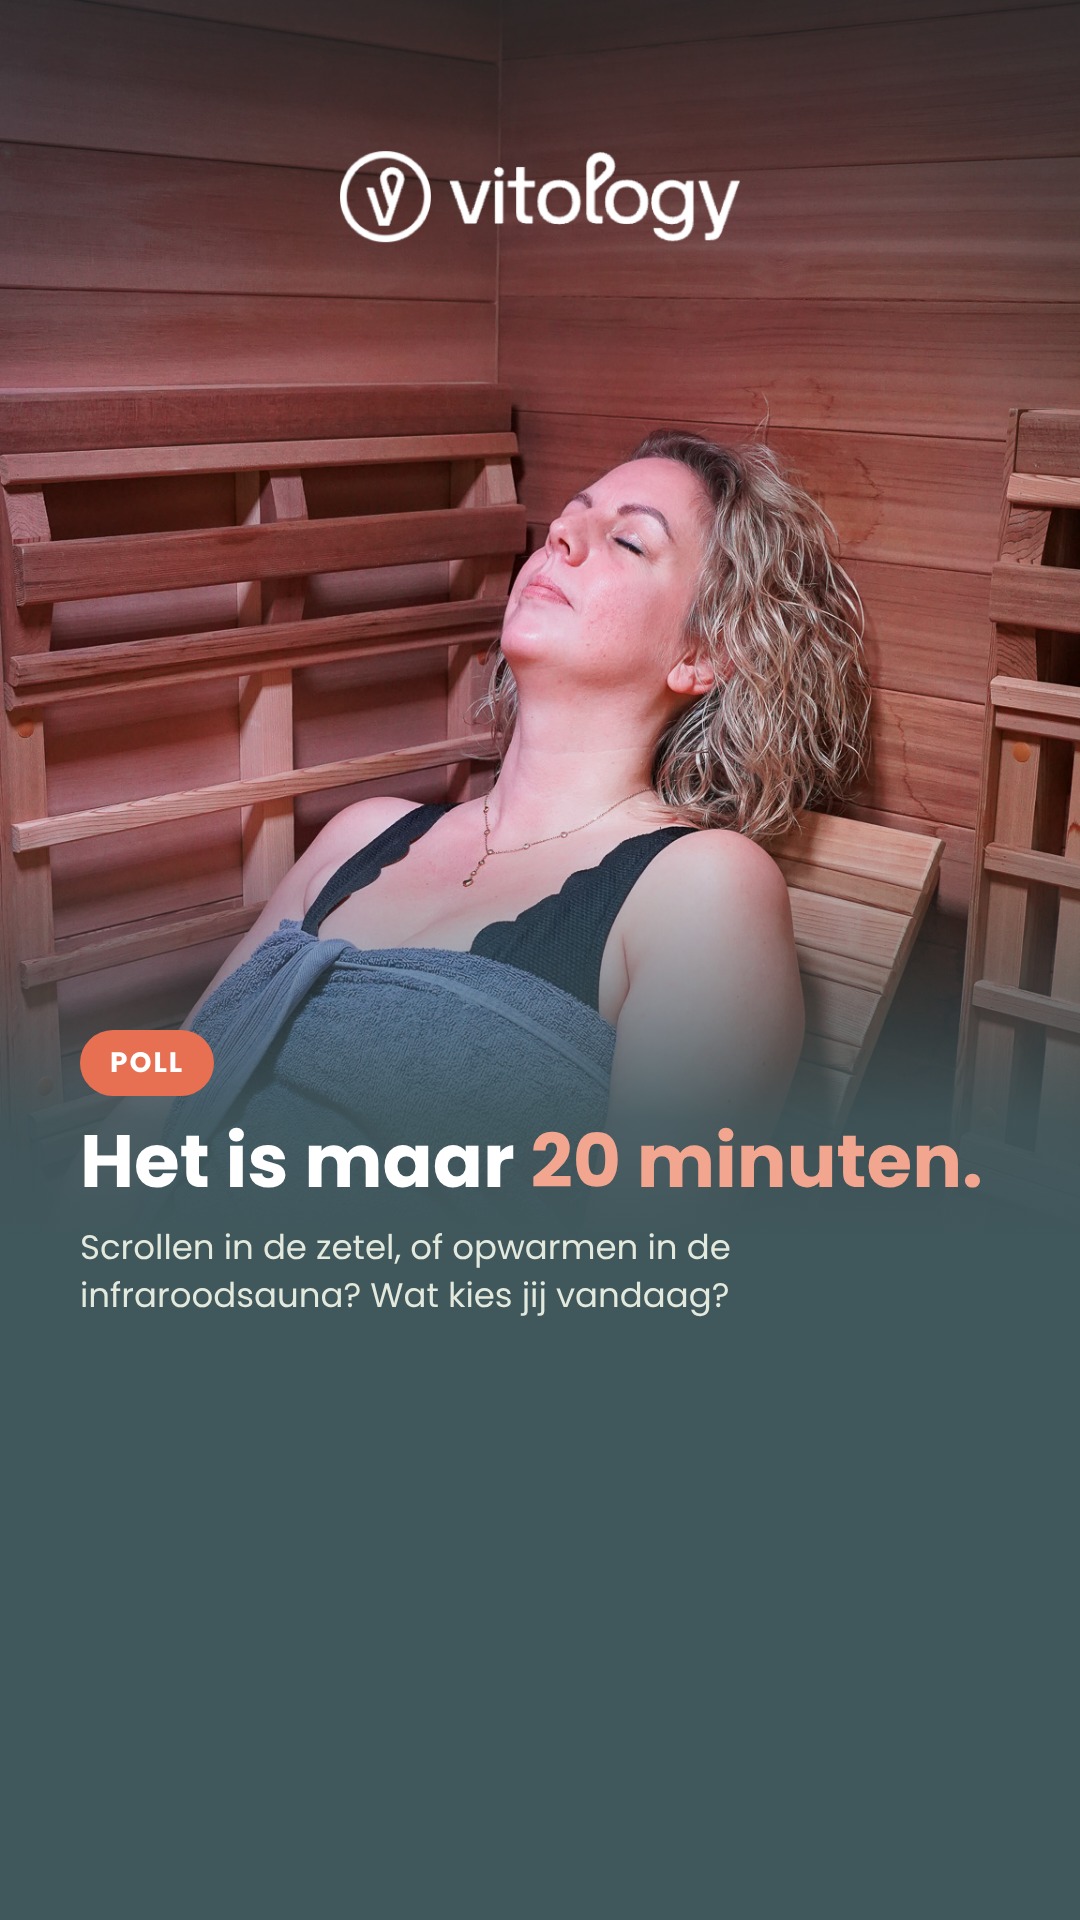 vitology
POLL
Het is maar 20 minuten.
Scrollen in de zetel, of opwarmen in de
infraroodsauna? Wat kies jij vandaag?